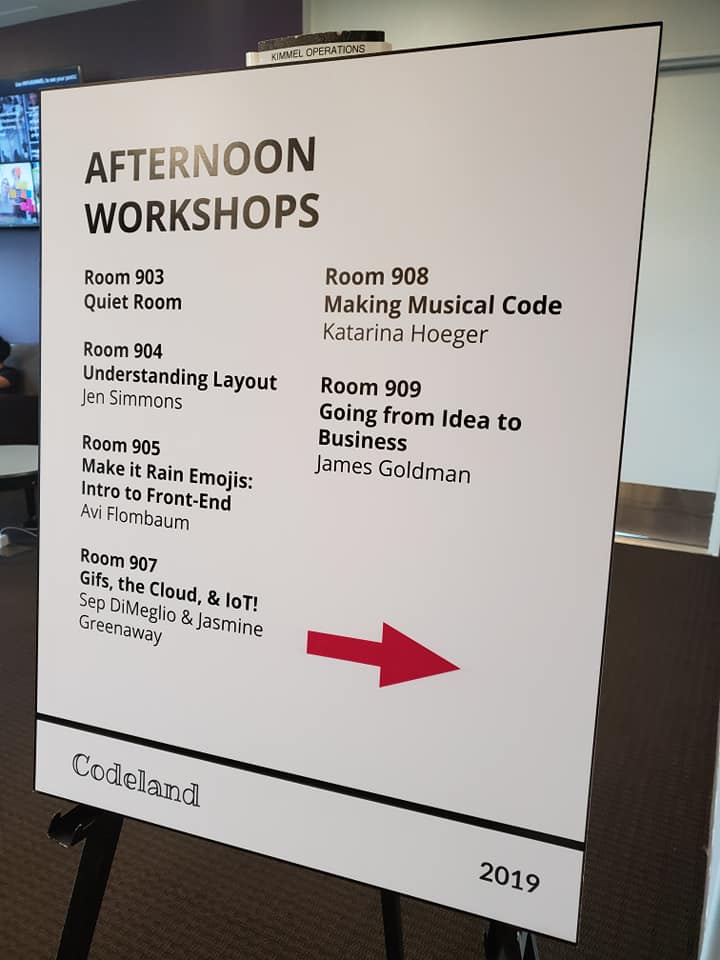 KIMMEL OPERATIONS
AFTERNOON
WORKSHOPS
Room 903
Quiet Room
Room 904
Understanding Layout
Jen Simmons
Room 905
Make it Rain Emojis:
Intro to Front-End
Avi Flombaum
Room 907
Gifs, the Cloud, & IoT!
Sep DiMeglio & Jasmine
Greenaway
Room 908
Making Musical Code
Katarina Hoeger
Room 909
Going from Idea to
Business
James Goldman
Codeland
2019